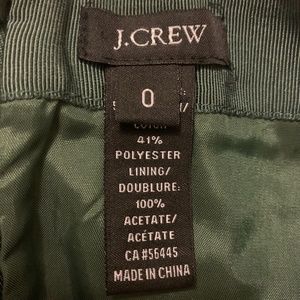 J.CREW
0
41%
POLYESTER
LINING/
DOUBLURE:
100%
ACETATE/
ACÉTATE
CA #56445
MADE IN CHINA